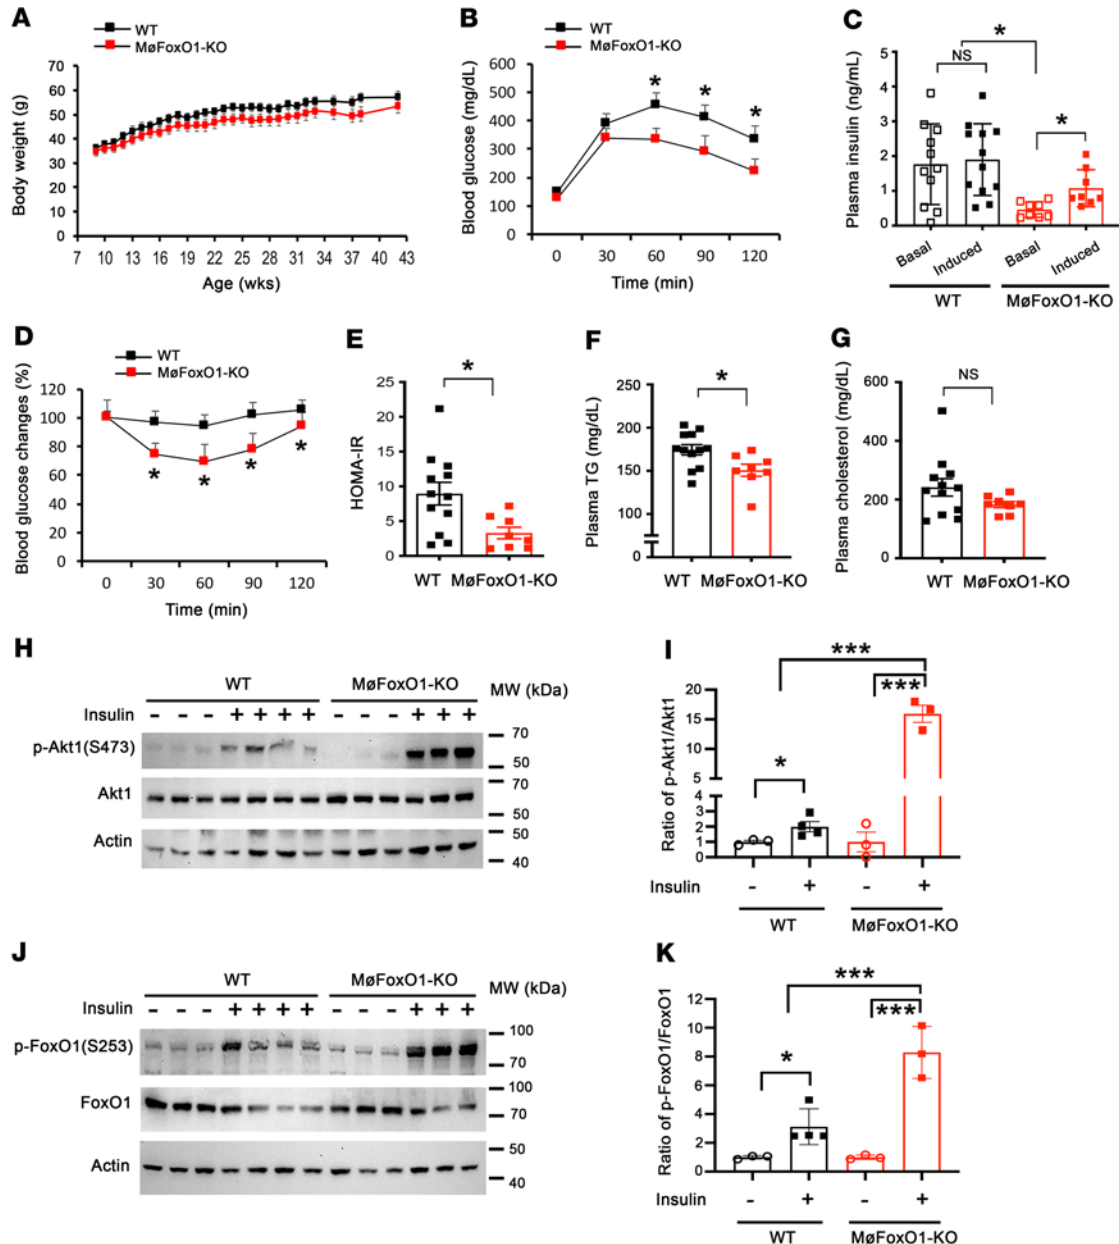 A
WT
MøFoxO1-KO
Body weight (g)
70
60
50
40
30
20
10
0
7 10 13 16 19 22 25 28 31 34 37 40 43
Age (wks)
B
WT
MøFoxO1-KO
Blood glucose (mg/dL)
600
500
400
300
200
100
0
* * *
0 30 60 90 120
Time (min)
C
Plasma insulin (ng/mL)
5
4
3
2
1
0
*
NS
*
Basal Induced Basal Induced
WT MøFoxO1-KO
D
WT
MøFoxO1-KO
Blood glucose changes (%)
120
100
80
60
40
20
0
* * * *
0 30 60 90 120
Time (min)
E
HOMA-IR
25
20
15
10
5
0
*
WT MøFoxO1-KO
F
Plasma TG (mg/dL)
250
200
150
100
*
WT MøFoxO1-KO
G
Plasma cholesterol (mg/dL)
600
400
200
0
NS
WT MøFoxO1-KO
H
WT MøFoxO1-KO MW (kDa)
Insulin - - - + + + + - - - + + +
p-Akt1(S473)
70
50
Akt1
70
50
Actin
50
40
I
Ratio of p-Akt1/Akt1
20
15
10
5
4
3
2
1
0
***
***
*
Insulin - + - +
WT MøFoxO1-KO
J
WT MøFoxO1-KO MW (kDa)
Insulin - - - + + + + - - - + + +
p-FoxO1(S253)
100
70
FoxO1
100
70
Actin
50
40
K
Ratio of p-FoxO1/FoxO1
12
10
8
6
4
2
0
***
***
*
Insulin - + - +
WT MøFoxO1-KO